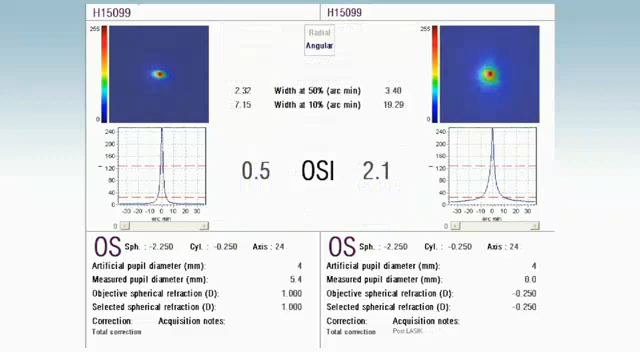 H15099
H15099
Radial
Angular
255
255
2.32 Width at 50% (arc min) 3.40
7.15 Width at 10% (arc min) 19.29
0
0
240
200
160
120
80
40
0
-30 -20 -10 0 10 20 30
arc min
0
0.5 OSI 2.1
240
200
160
120
80
40
0
-30 -20 -10 0 10 20 30
arc min
0
OS Sph. : -2.250 Cyl. : -0.250 Axis : 24
Artificial pupil diameter (mm): 4
Measured pupil diameter (mm): 5.4
Objective spherical refraction (D): 1.000
Selected spherical refraction (D): 1.000
Correction: Acquisition notes:
Total correction
OS Sph. : -2.250 Cyl. : -0.250 Axis : 24
Artificial pupil diameter (mm): 4
Measured pupil diameter (mm): 0.0
Objective spherical refraction (D): -0.250
Selected spherical refraction (D): -0.250
Correction: Acquisition notes:
Total correction Post LASIK